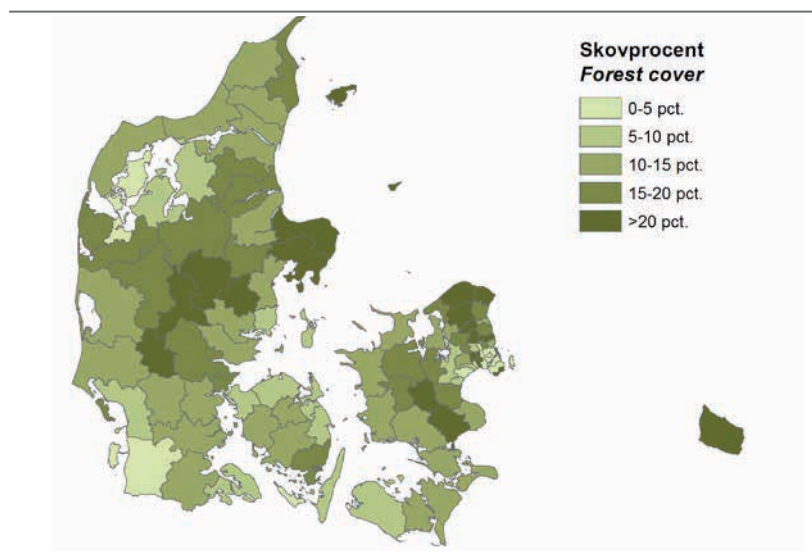 Skovprocent
Forest cover
0-5 pct.
5-10 pct.
10-15 pct.
15-20 pct.
>20 pct.